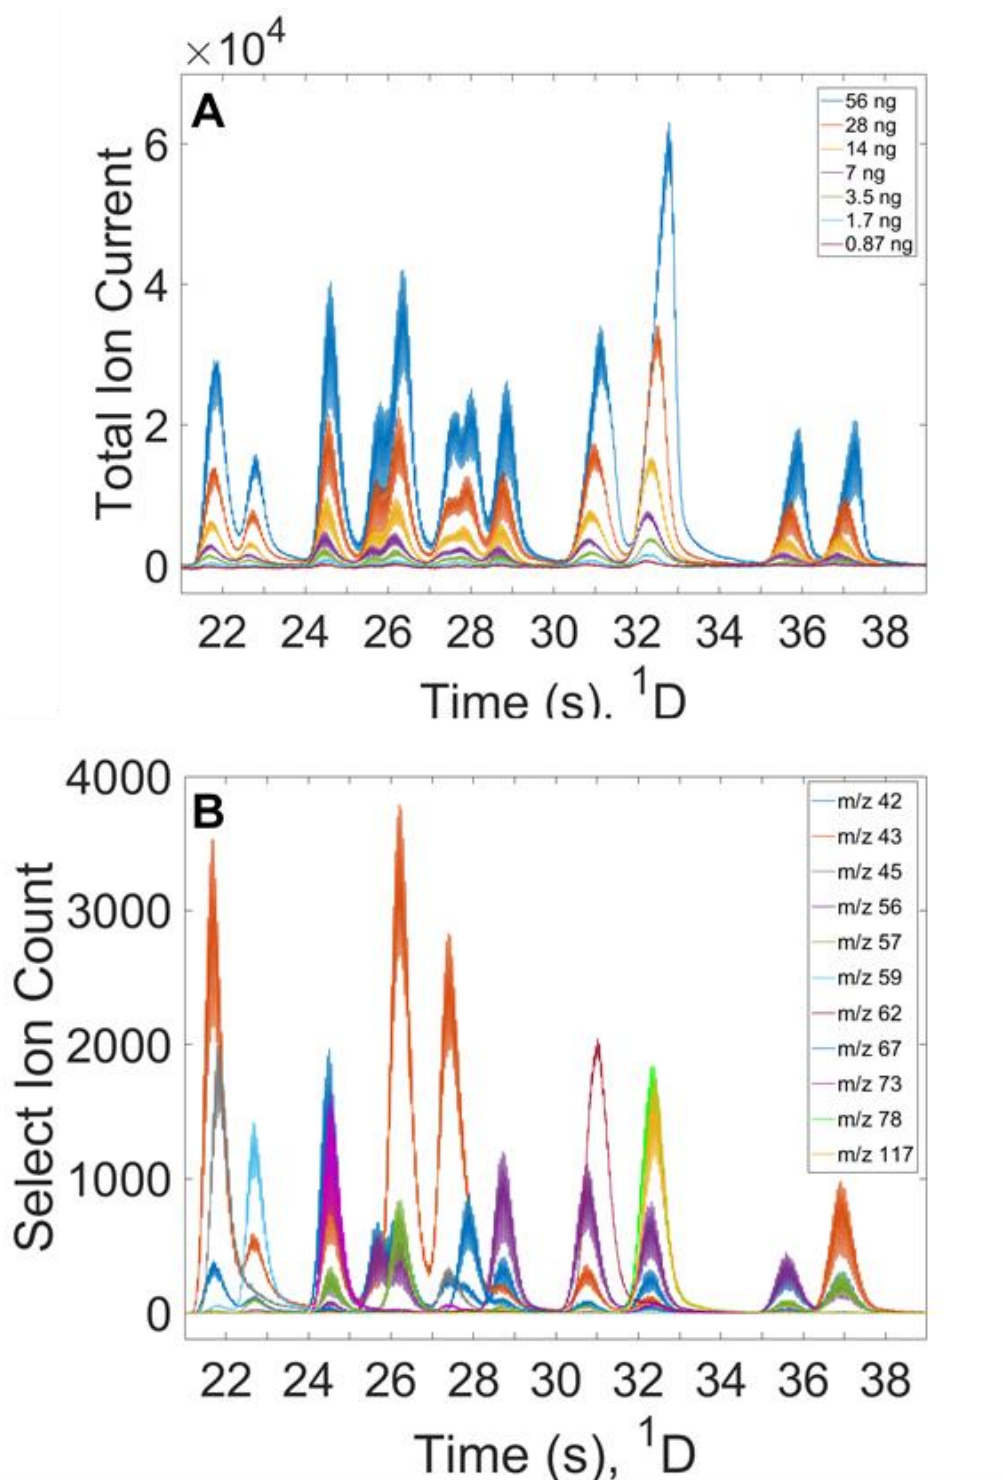 ×10⁴
A
56 ng
28 ng
14 ng
7 ng
3.5 ng
1.7 ng
0.87 ng
Total Ion Current
6
4
2
0
22 24 26 28 30 32 34 36 38
Time (s), ¹D
B
m/z 42
m/z 43
m/z 45
m/z 56
m/z 57
m/z 59
m/z 62
m/z 67
m/z 73
m/z 78
m/z 117
Select Ion Count
4000
3000
2000
1000
0
22 24 26 28 30 32 34 36 38
Time (s), ¹D